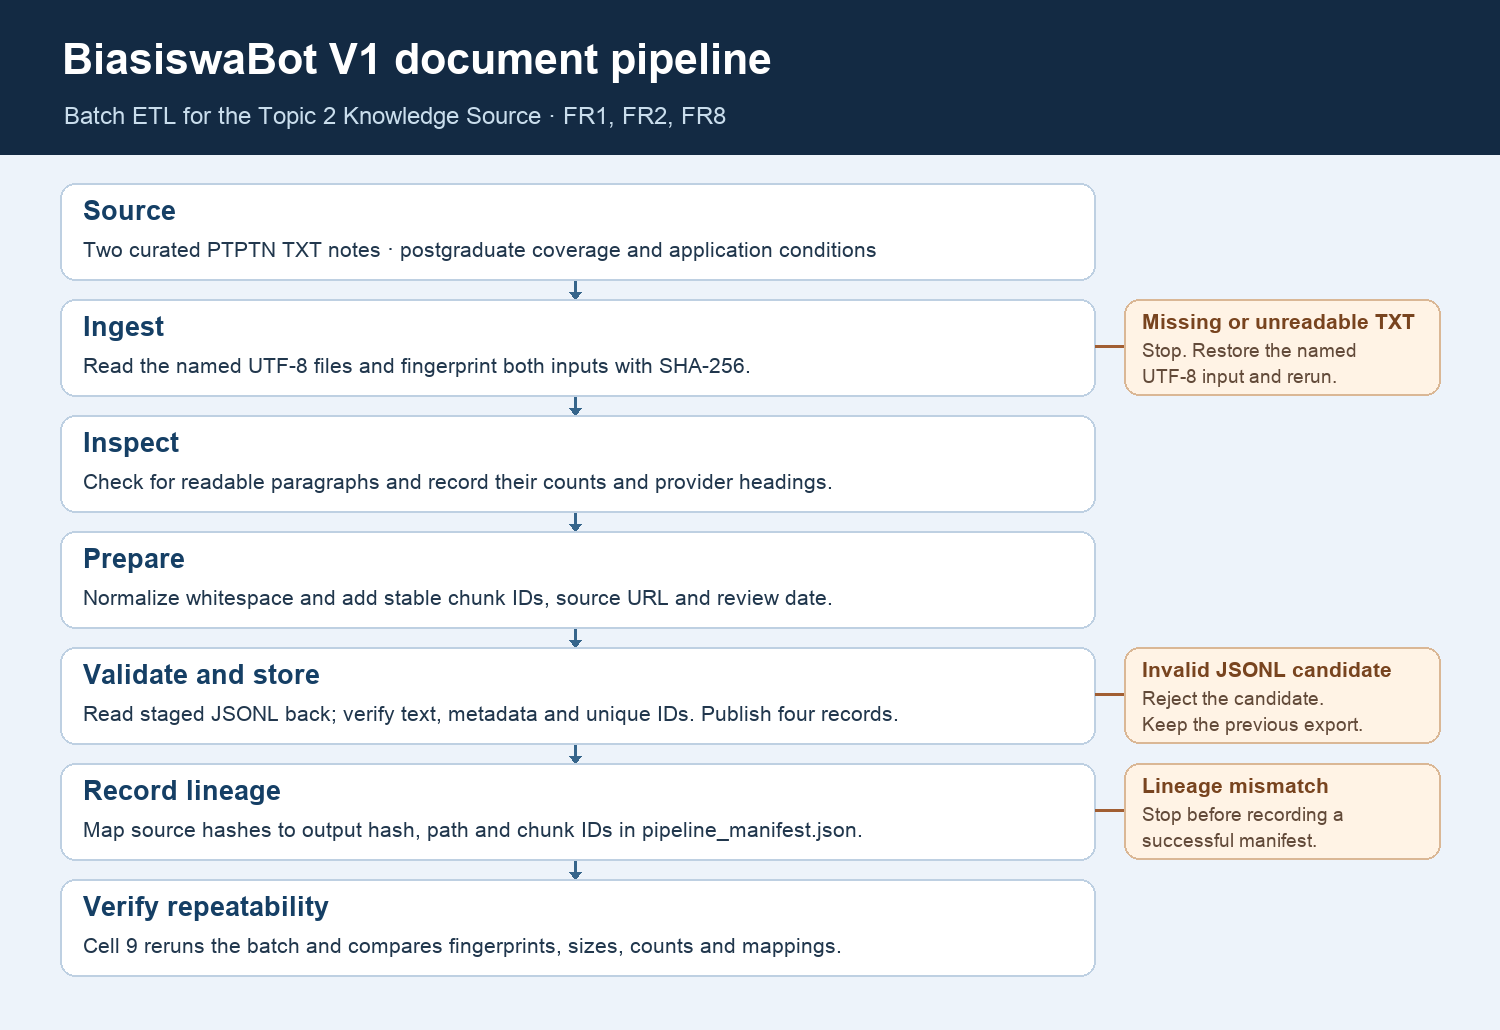 BiasiswaBot V1 document pipeline
Batch ETL for the Topic 2 Knowledge Source · FR1, FR2, FR8
Source
Two curated PTPTN TXT notes · postgraduate coverage and application conditions
Ingest
Read the named UTF-8 files and fingerprint both inputs with SHA-256.
Missing or unreadable TXT
Stop. Restore the named
UTF-8 input and rerun.
Inspect
Check for readable paragraphs and record their counts and provider headings.
Prepare
Normalize whitespace and add stable chunk IDs, source URL and review date.
Validate and store
Read staged JSONL back; verify text, metadata and unique IDs. Publish four records.
Invalid JSONL candidate
Reject the candidate.
Keep the previous export.
Record lineage
Map source hashes to output hash, path and chunk IDs in pipeline_manifest.json.
Lineage mismatch
Stop before recording a
successful manifest.
Verify repeatability
Cell 9 reruns the batch and compares fingerprints, sizes, counts and mappings.